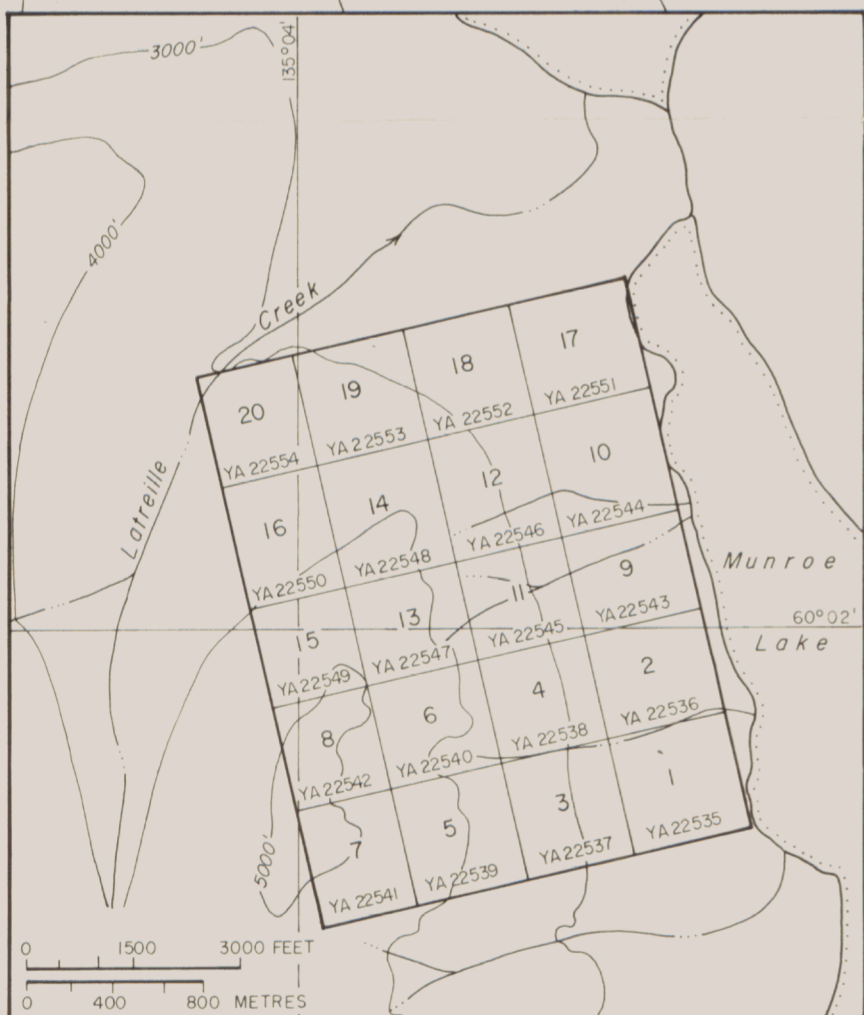 3000'
135°04'
4000'
Creek
Latreille
17
YA 22551
18
YA 22552
19
YA 22553
20
YA 22554
10
YA 22544
12
YA 22546
14
YA 22548
16
YA 22550
Munroe
Lake
60°02'
9
YA 22543
11
YA 22545
13
YA 22547
15
YA 22549
2
YA 22536
4
YA 22538
6
YA 22540
8
YA 22542
1
YA 22535
3
YA 22537
5
YA 22539
7
YA 22541
5000'
0 1500 3000 FEET
0 400 800 METRES